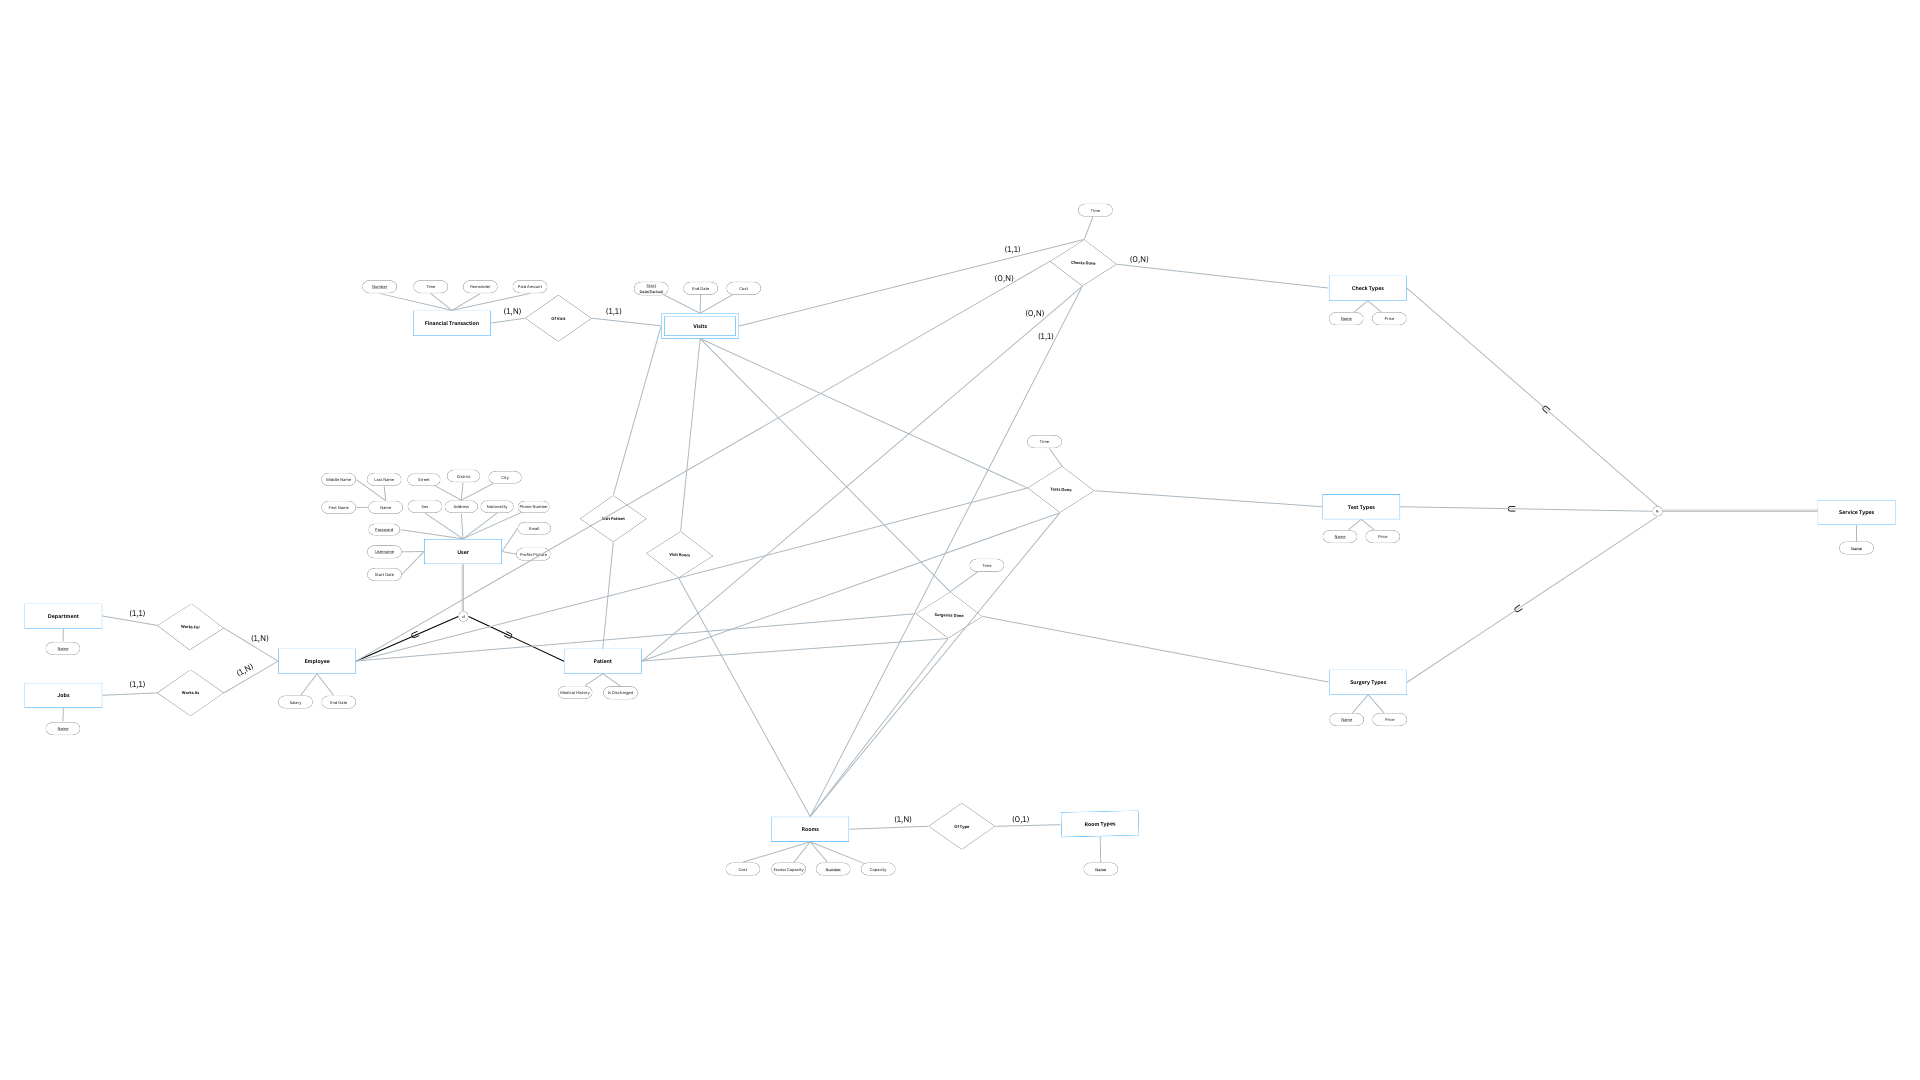 Time
(1,1)
Checks Done
(0,N)
(0,N)
Number
Time
Remainder
Paid Amount
Start
Date/Period
End Date
Cost
Check Types
Financial Transaction
(1,N)
Of Visit
(1,1)
Visits
(0,N)
Name
Price
(1,1)
Time
Middle Name
Last Name
Street
District
City
First Name
Name
Sex
Address
Nationality
Phone Number
Visit Patient
Tests Done
Test Types
Service Types
Password
Email
Name
Price
Username
User
Profile Picture
Visit Room
Name
Start Date
Time
Department
(1,1)
Works For
(1,N)
d
Surgeries Done
Name
Employee
Patient
(1,N)
Jobs
(1,1)
Works As
Medical History
Is Discharged
Surgery Types
Salary
End Date
Name
Name
Price
Rooms
(1,N)
Of Type
(0,1)
Room Types
Cost
Excess Capacity
Number
Capacity
Name